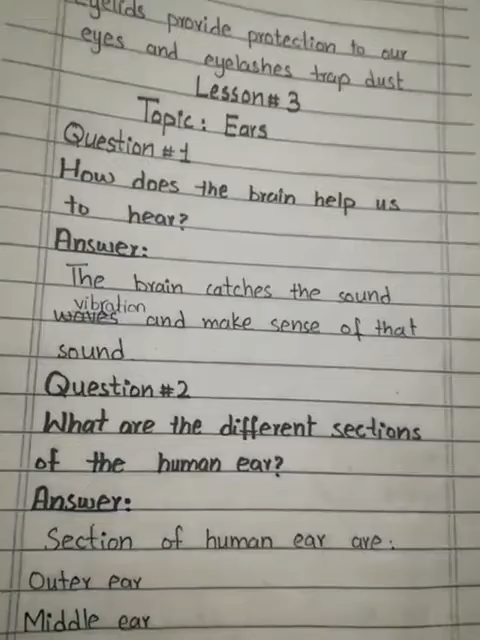 Eyelids provide protection to our
eyes and eyelashes trap dust
Lesson# 3
Topic: Ears
Question #1
How does the brain help us
to hear?
Answer:
The brain catches the sound
vibration
waves and make sense of that
sound
Question #2
What are the different sections
of the human ear?
Answer:
Section of human ear are:
Outer ear
Middle ear